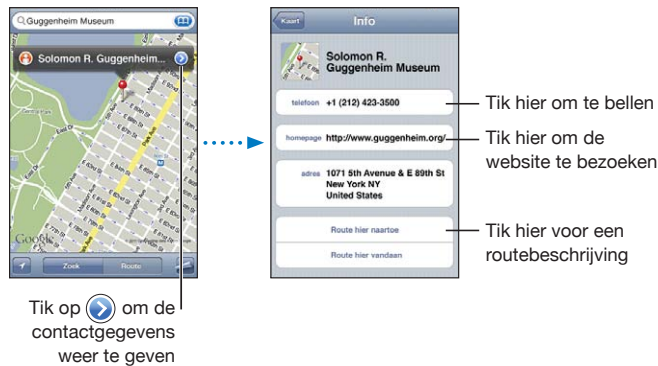 Guggenheim Museum
Solomon R. Guggenheim...
Google
Zoek
Route
Tik op om de
contactgegevens
weer te geven
Kaart
Info
Solomon R.
Guggenheim Museum
telefoon +1 (212) 423-3500
homepage http://www.guggenheim.org/
adres 1071 5th Avenue & E 89th St
New York NY
United States
Route hier naartoe
Route hier vandaan
Tik hier om te bellen
Tik hier om de
website te bezoeken
Tik hier voor een
routebeschrijving